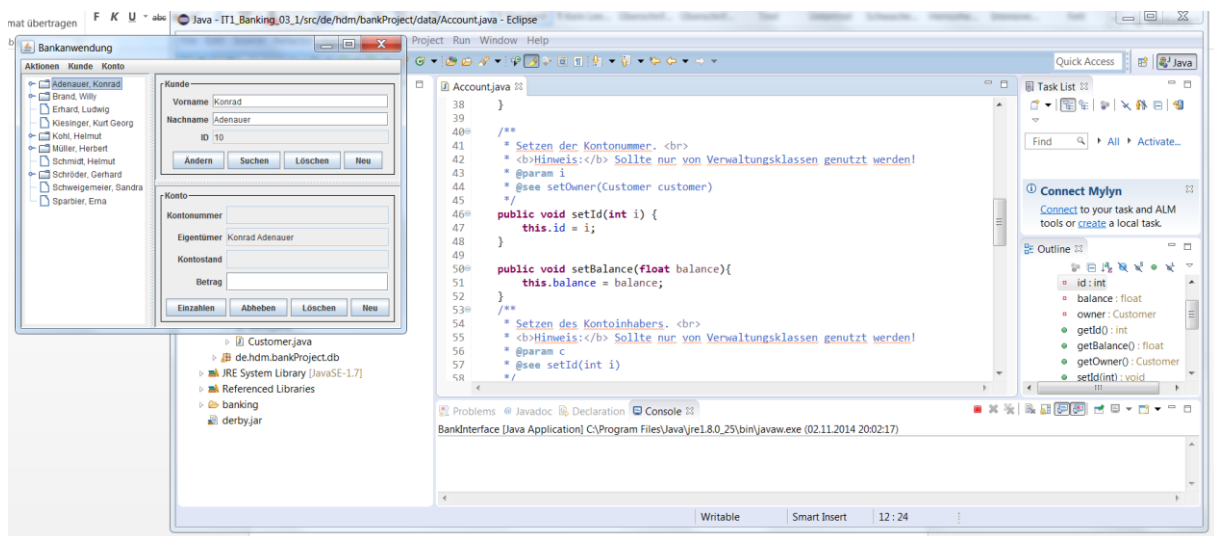 mat übertragen
F K U abc
Java - IT1_Banking_03_1/src/de/hdm/bankProject/data/Account.java - Eclipse
Project Run Window Help
Quick Access
Java
Bankanwendung
Aktionen Kunde Konto
Adenauer, Konrad
Brand, Willy
Erhard, Ludwig
Kiesinger, Kurt Georg
Kohl, Helmut
Müller, Herbert
Schmidt, Helmut
Schröder, Gerhard
Schweigemeier, Sandra
Sparbier, Erna
Kunde
Vorname Konrad
Nachname Adenauer
ID 10
Ändern Suchen Löschen Neu
Konto
Kontonummer
Eigentümer Konrad Adenauer
Kontostand
Betrag
Einzahlen Abheben Löschen Neu
Customer.java
de.hdm.bankProject.db
JRE System Library [JavaSE-1.7]
Referenced Libraries
banking
derby.jar
Account.java
38 }
39
40 /**
41 * Setzen der Kontonummer. <br>
42 * <b>Hinweis:</b> Sollte nur von Verwaltungsklassen genutzt werden!
43 * @param i
44 * @see setOwner(Customer customer)
45 */
46 public void setId(int i) {
47 this.id = i;
48 }
49
50 public void setBalance(float balance){
51 this.balance = balance;
52 }
53 /**
54 * Setzen des Kontoinhabers. <br>
55 * <b>Hinweis:</b> Sollte nur von Verwaltungsklassen genutzt werden!
56 * @param c
57 * @see setId(int i)
58 */
Task List
Find All Activate...
Connect Mylyn
Connect to your task and ALM
tools or create a local task.
Outline
id : int
balance : float
owner : Customer
getId() : int
getBalance() : float
getOwner() : Customer
setId(int) : void
Problems @ Javadoc Declaration Console
BankInterface [Java Application] C:\Program Files\Java\jre1.8.0_25\bin\javaw.exe (02.11.2014 20:02:17)
Writable Smart Insert 12 : 24